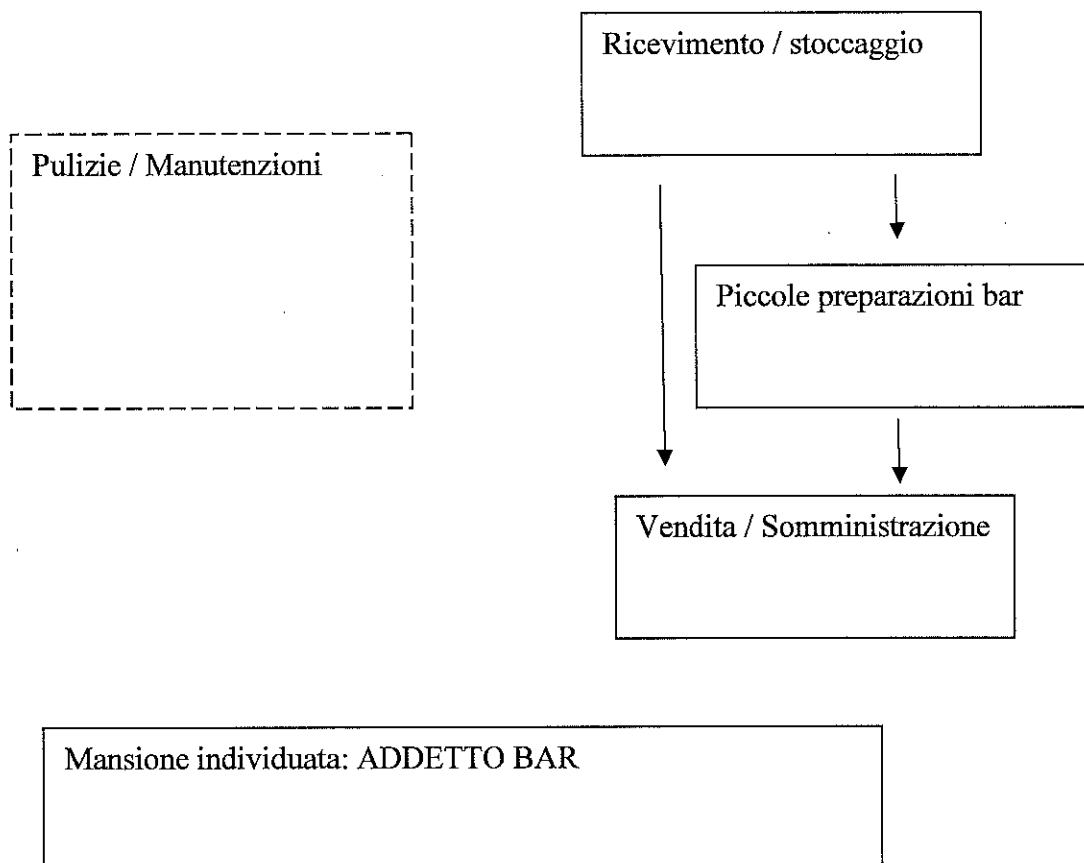 Ricevimento / stoccaggio
Pulizie / Manutenzioni
Piccole preparazioni bar
Vendita / Somministrazione
Mansione individuata: ADDETTO BAR